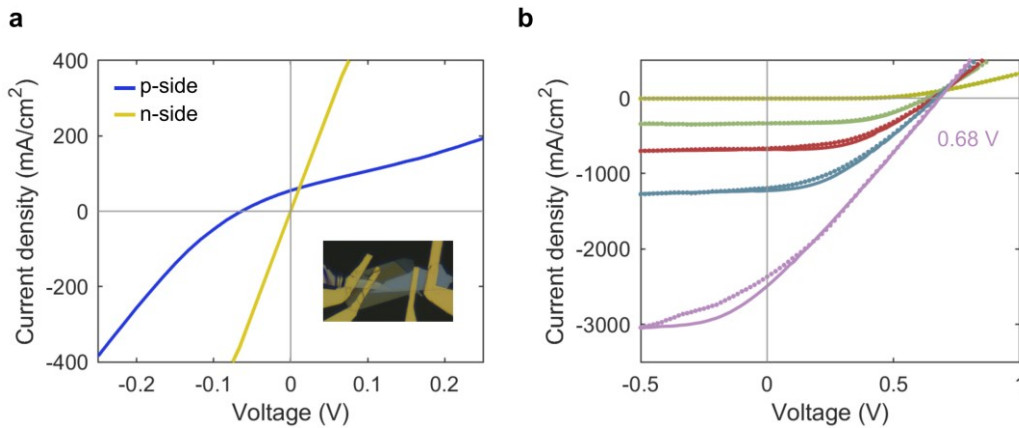 a
400
200
0
200
-400
-0.2
-0.1
0
0.1
0.2
Current density (mA/cm²)
Voltage (V)
p-side
n-side
b
0
-1000
-2000
-3000
-0.5
0
0.5
1
Current density (mA/cm²)
Voltage (V)
0.68 V